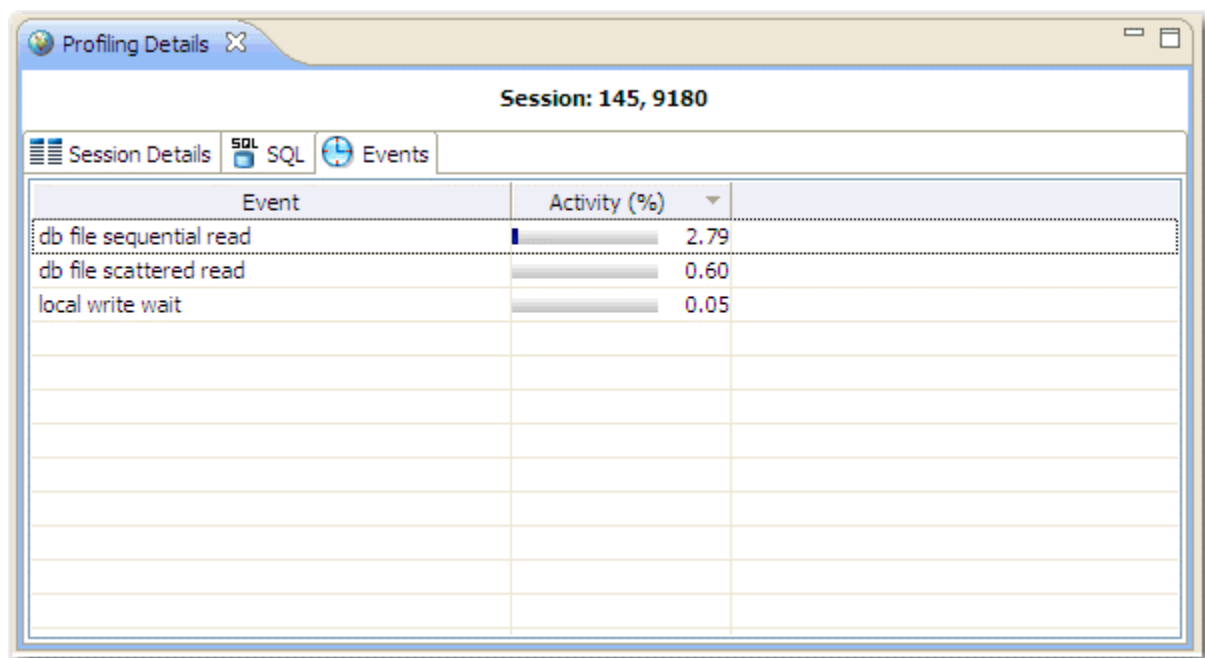 Profiling Details
Session: 145, 9180
Session Details SQL SQL Events
Event Activity (%)
db file sequential read 2.79
db file scattered read 0.60
local write wait 0.05